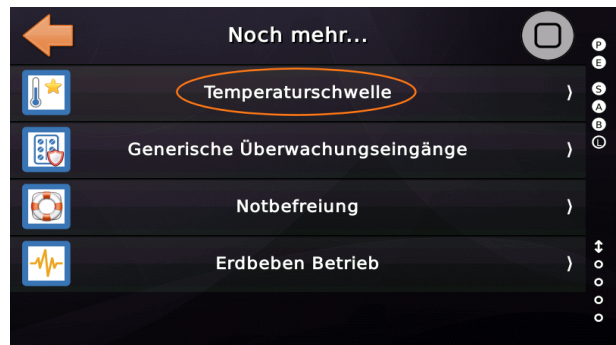 Noch mehr...
Temperaturschwelle
Generische Überwachungseingänge
Notbefreiung
Erdbeben Betrieb
P
E
S
A
B
L